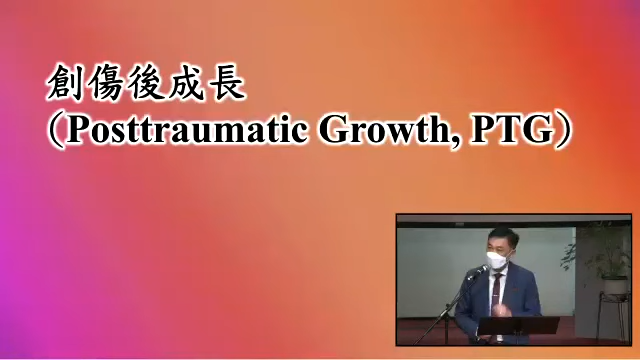 創傷後成長
（Posttraumatic Growth, PTG）